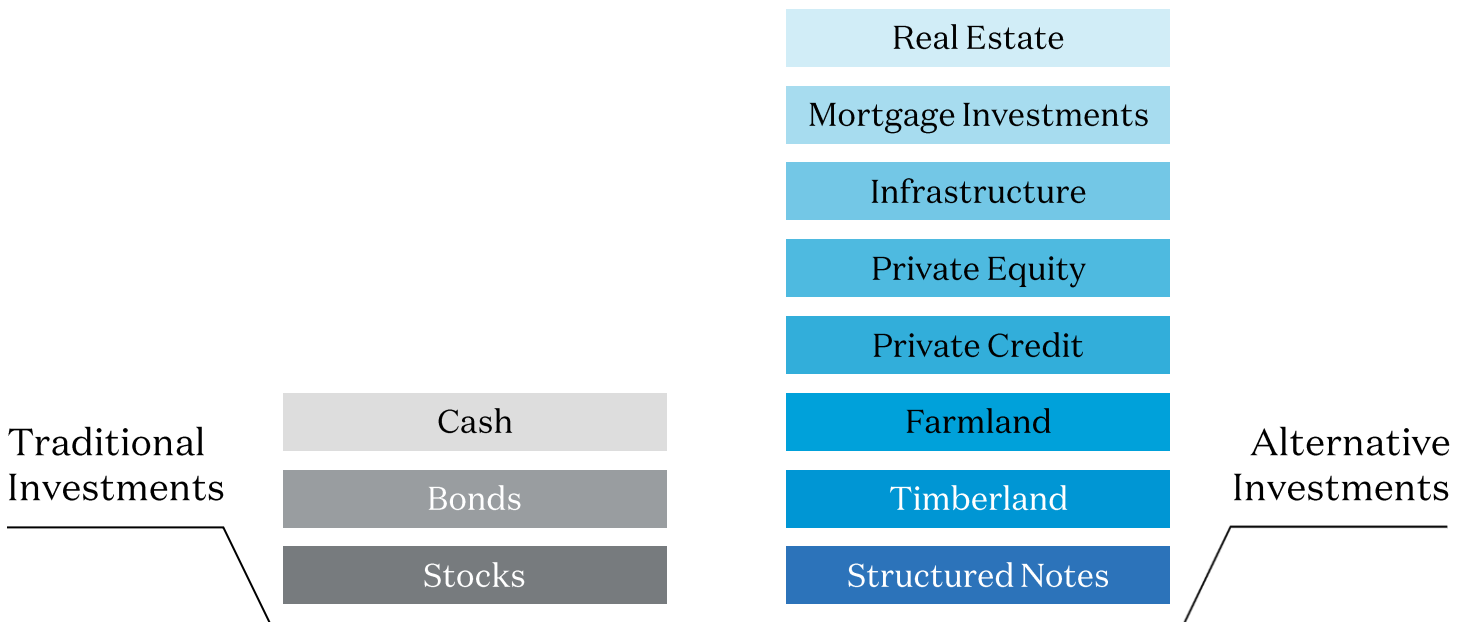 Real Estate
Mortgage Investments
Infrastructure
Private Equity
Private Credit
Cash
Farmland
Traditional
Investments
Bonds
Timberland
Alternative
Investments
Stocks
Structured Notes